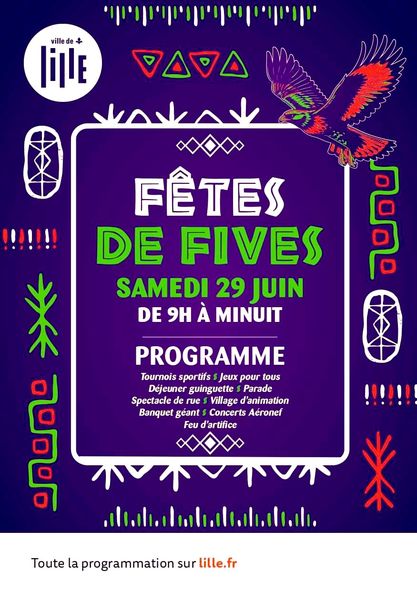 ville de
lille
FÊTES
DE FIVES
SAMEDI 29 JUIN
DE 9H À MINUIT
PROGRAMME
Tournois sportifs § Jeux pour tous
Déjeuner guinguette § Parade
Spectacle de rue § Village d'animation
Banquet géant § Concerts Aéronef
Feu d'artifice
Toute la programmation sur lille.fr